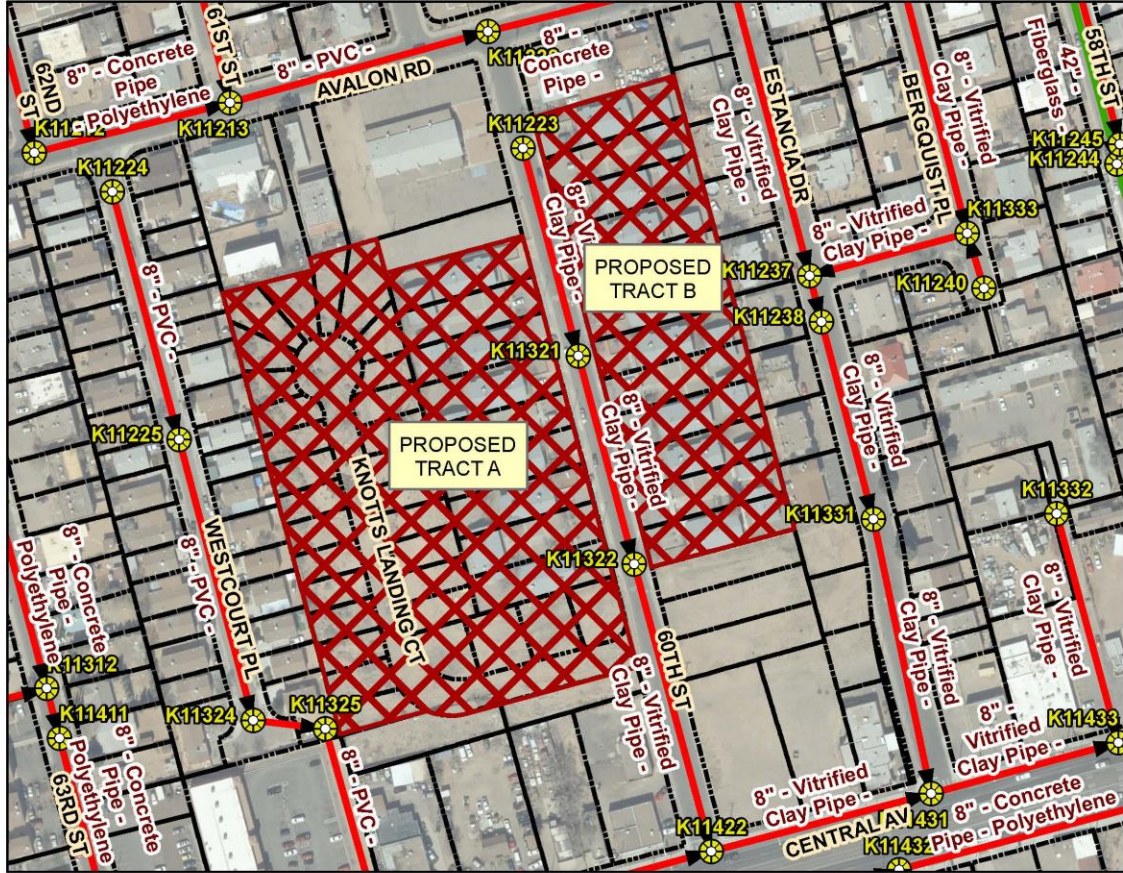 62ND
ST
8" - Concrete
Pipe
- Polyethylene
61ST ST
8" - PVC -
AVALON RD
8" -
Concrete
Pipe -
ESTANCIA DR
8" - Vitrified
Clay Pipe -
BERGQUIST PL
8" - Vitrified
Clay Pipe -
42" -
Fiberglass -
58TH ST
K11213
K11223
K11224
K11245
K11244
K11333
8" - Vitrified
Clay Pipe -
K11237
K11240
K11238
PROPOSED
TRACT B
K11321
8" - PVC -
K11225
PROPOSED
TRACT A
KNOTTS LANDING CT
8" - Vitrified
Clay Pipe -
8" - Vitrified
Clay Pipe -
K11331
K11332
K11322
WESTCOURT PL
8" - PVC -
8" - Concrete
Pipe -
Polyethylene
K11312
K11411
K11324
K11325
60TH ST
8" - Vitrified
Clay Pipe -
8" - Vitrified
Clay Pipe -
8" - Vitrified
Clay Pipe -
K11433
8" -
Vitrified
Clay Pipe -
8" - Concrete
Pipe -
Polyethylene
63RD ST
8" - PVC -
8" - Vitrified
Clay Pipe -
K11422
CENTRAL AV
8" - Concrete
Pipe - Polyethylene
K11432